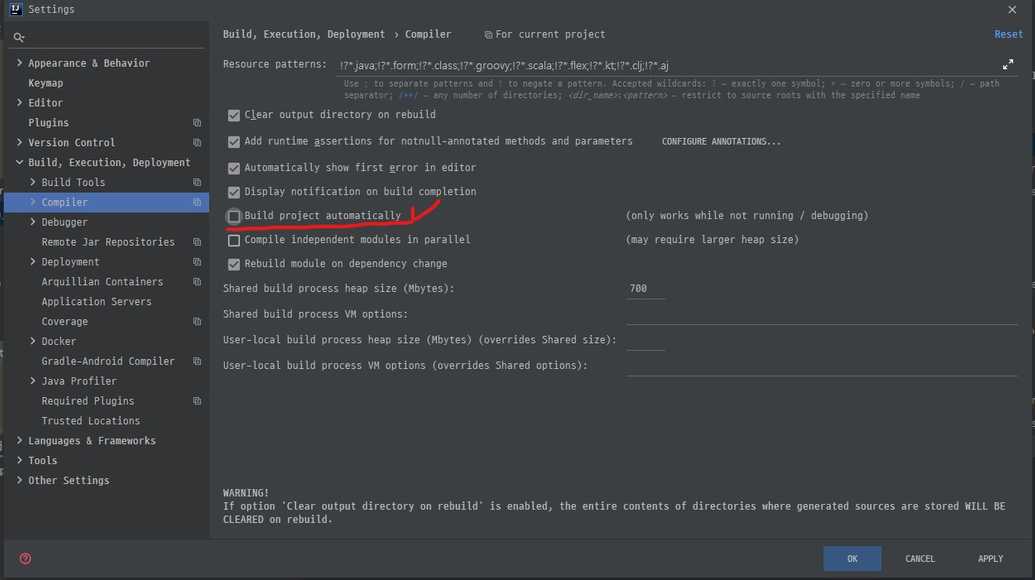 Settings
Build, Execution, Deployment › Compiler
For current project
Reset
Appearance & Behavior
Keymap
Editor
Plugins
Version Control
Build, Execution, Deployment
Build Tools
Compiler
Debugger
Remote Jar Repositories
Deployment
Arquillian Containers
Application Servers
Coverage
Docker
Gradle-Android Compiler
Java Profiler
Required Plugins
Trusted Locations
Languages & Frameworks
Tools
Other Settings
Resource patterns: !?*.java;!?*.form;!?*.class;!?*.groovy;!?*.scala;!?*.flex;!?*.kt;!?*.clj;!?*.aj
Use ; to separate patterns and ! to negate a pattern. Accepted wildcards: ? — exactly one symbol; * — zero or more symbols; / — path
separator; /**/ — any number of directories; <dir_name>:<pattern> — restrict to source roots with the specified name
Clear output directory on rebuild
Add runtime assertions for notnull-annotated methods and parameters CONFIGURE ANNOTATIONS...
Automatically show first error in editor
Display notification on build completion
Build project automatically (only works while not running / debugging)
Compile independent modules in parallel (may require larger heap size)
Rebuild module on dependency change
Shared build process heap size (Mbytes): 700
Shared build process VM options:
User-local build process heap size (Mbytes) (overrides Shared size):
User-local build process VM options (overrides Shared options):
WARNING!
If option 'Clear output directory on rebuild' is enabled, the entire contents of directories where generated sources are stored WILL BE
CLEARED on rebuild.
OK CANCEL APPLY